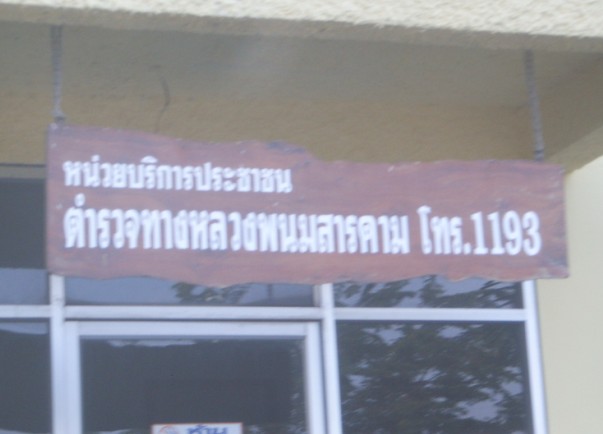 หน่วยบริการประชาชน
ตำรวจทางหลวงพนมสารคาม โทร.1193